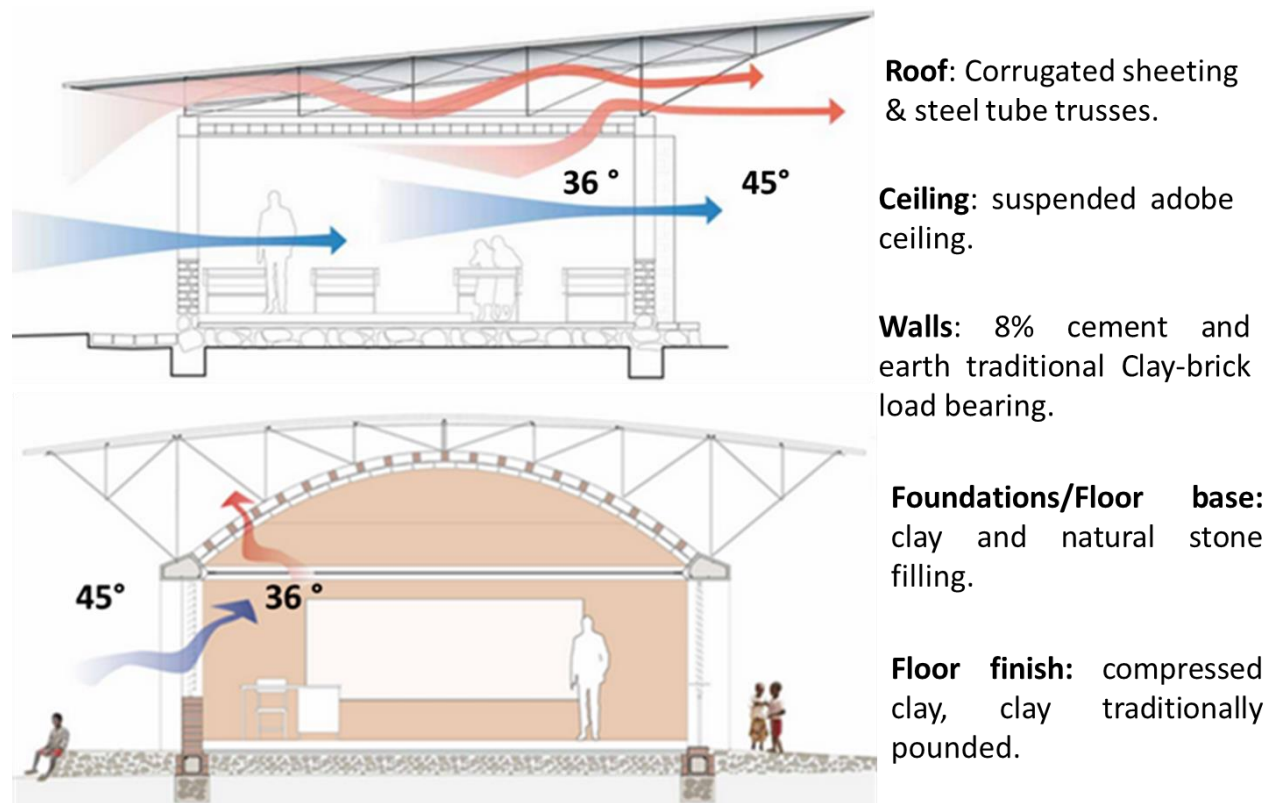 36 °
45°
45°
36 °
Roof: Corrugated sheeting
& steel tube trusses.
Ceiling: suspended adobe
ceiling.
Walls: 8% cement and
earth traditional Clay-brick
load bearing.
Foundations/Floor base:
clay and natural stone
filling.
Floor finish: compressed
clay, clay traditionally
pounded.